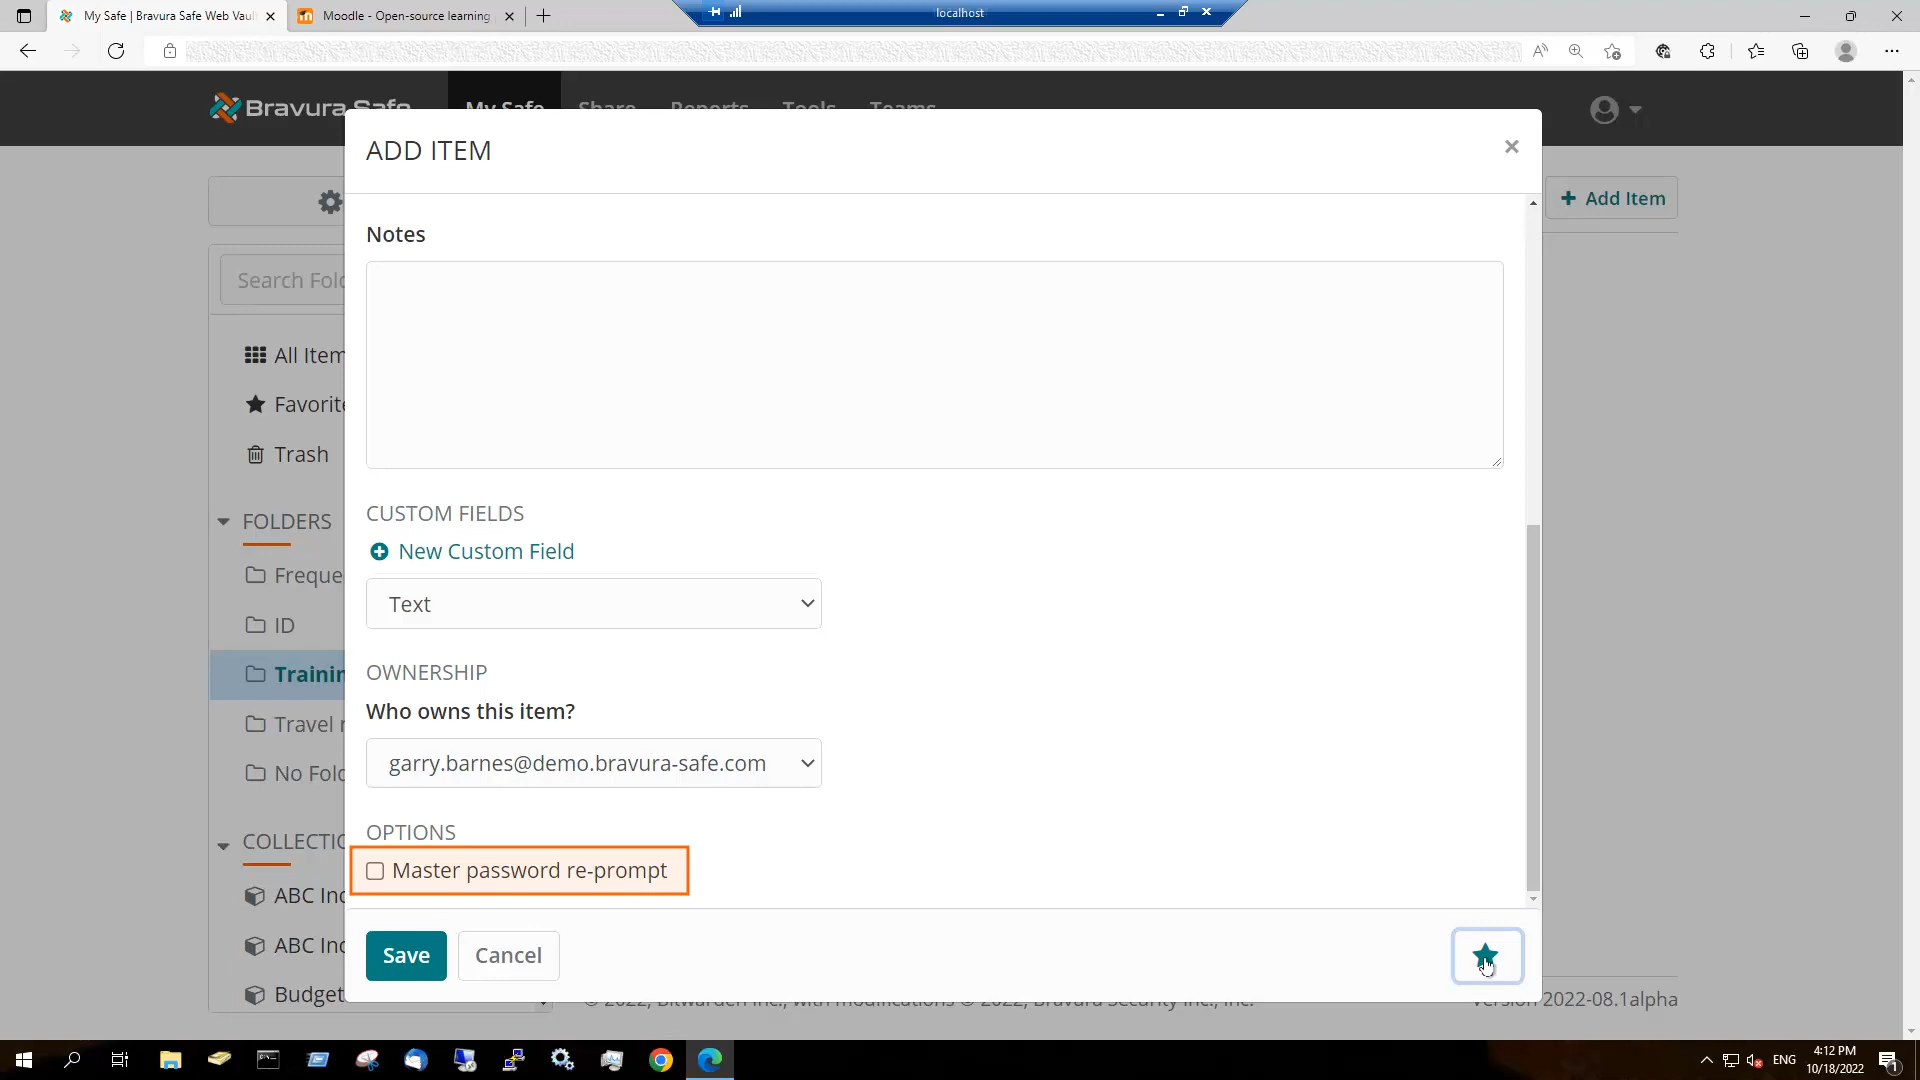 My Safe | Bravura Safe Web Vaul
Moodle - Open-source learning
localhost
Bravura Safe
My Safe
Share
Reports
Tools
Teams
ADD ITEM
Add Item
Notes
Search Fol
All Item
Favorite
Trash
FOLDERS
Freque
ID
Trainin
Travel r
No Fold
COLLECTIO
ABC Inc
ABC Inc
Budget
CUSTOM FIELDS
New Custom Field
Text
OWNERSHIP
Who owns this item?
garry.barnes@demo.bravura-safe.com
OPTIONS
Master password re-prompt
Save
Cancel
© 2022, Bitwarden Inc., with modifications © 2022, Bravura Security Inc., Inc.
Version 2022-08.1alpha
ENG
4:12 PM
10/18/2022
1